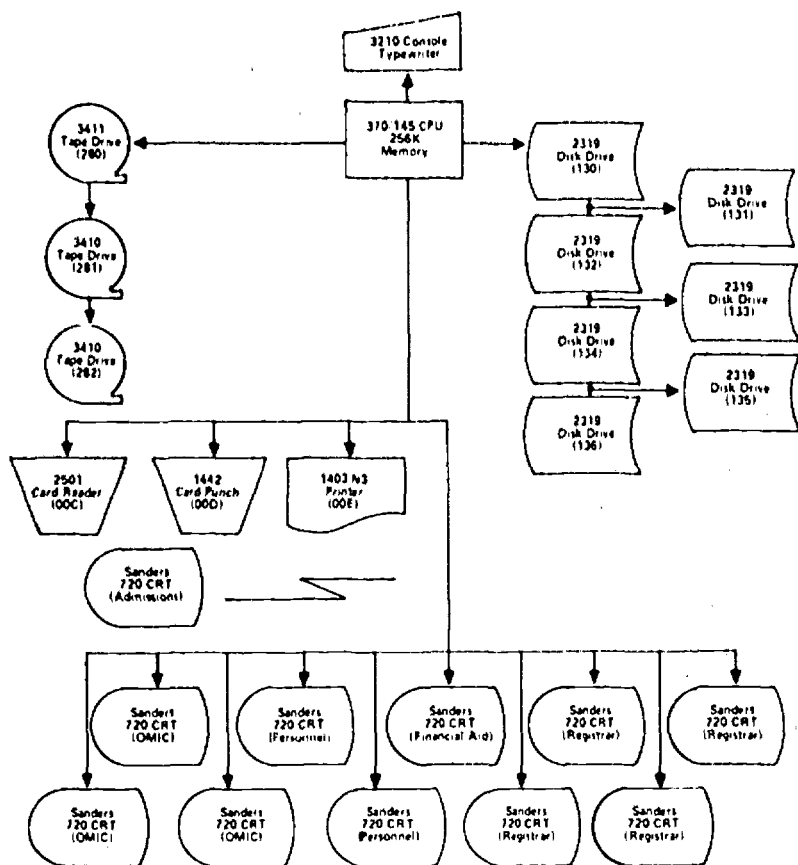 3210 Console
Typewriter
370/145 CPU
256K
Memory
3411
Tape Drive
(280)
3410
Tape Drive
(281)
3410
Tape Drive
(282)
2319
Disk Drive
(130)
2319
Disk Drive
(131)
2319
Disk Drive
(132)
2319
Disk Drive
(133)
2319
Disk Drive
(134)
2319
Disk Drive
(135)
2319
Disk Drive
(136)
2501
Card Reader
(00C)
1442
Card Punch
(00D)
1403 N3
Printer
(00E)
Sanders
720 CRT
(Admissions)
Sanders
720 CRT
(OMIC)
Sanders
720 CRT
(Personnel)
Sanders
720 CRT
(Financial Aid)
Sanders
720 CRT
(Registrar)
Sanders
720 CRT
(Registrar)
Sanders
720 CRT
(OMIC)
Sanders
720 CRT
(OMIC)
Sanders
720 CRT
(Personnel)
Sanders
720 CRT
(Registrar)
Sanders
720 CRT
(Registrar)